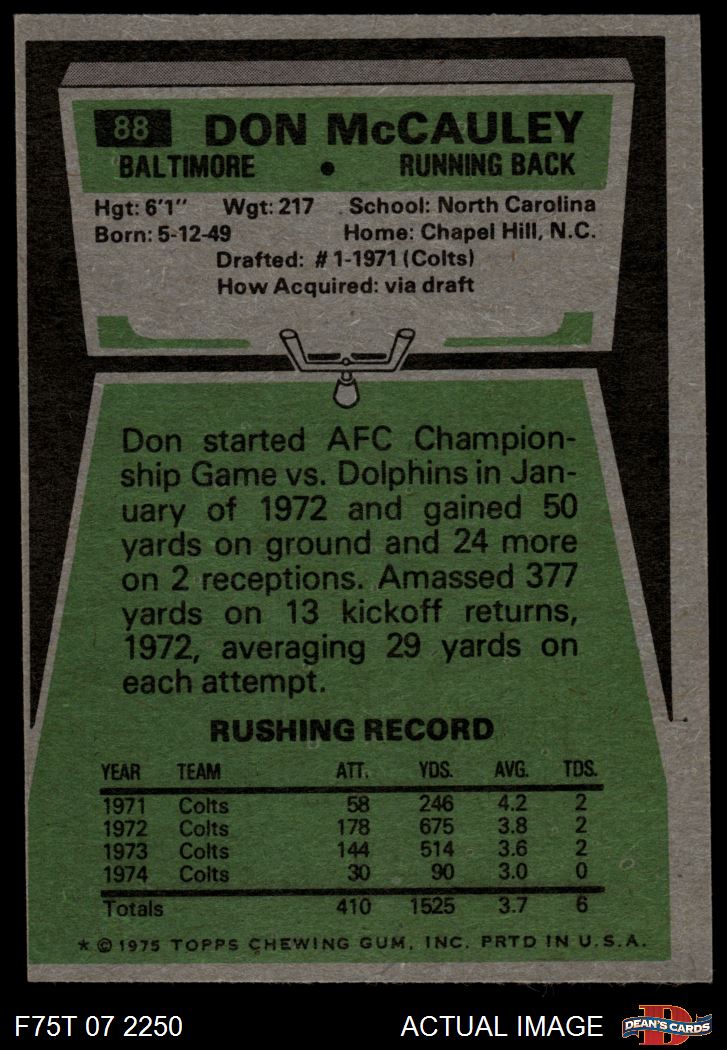 88 DON McCAULEY
BALTIMORE • RUNNING BACK
Hgt: 6'1" Wgt: 217 School: North Carolina
Born: 5-12-49 Home: Chapel Hill, N.C.
Drafted: #1-1971 (Colts)
How Acquired: via draft
Don started AFC Champion-
ship Game vs. Dolphins in Jan-
uary of 1972 and gained 50
yards on ground and 24 more
on 2 receptions. Amassed 377
yards on 13 kickoff returns,
1972, averaging 29 yards on
each attempt.
RUSHING RECORD
YEAR TEAM ATT. YDS. AVG. TDS.
1971 Colts 58 246 4.2 2
1972 Colts 178 675 3.8 2
1973 Colts 144 514 3.6 2
1974 Colts 30 90 3.0 0
Totals 410 1525 3.7 6
* © 1975 TOPPS CHEWING GUM, INC. PRTD IN U.S.A.
F75T 07 2250 ACTUAL IMAGE D DEAN'S CARDS